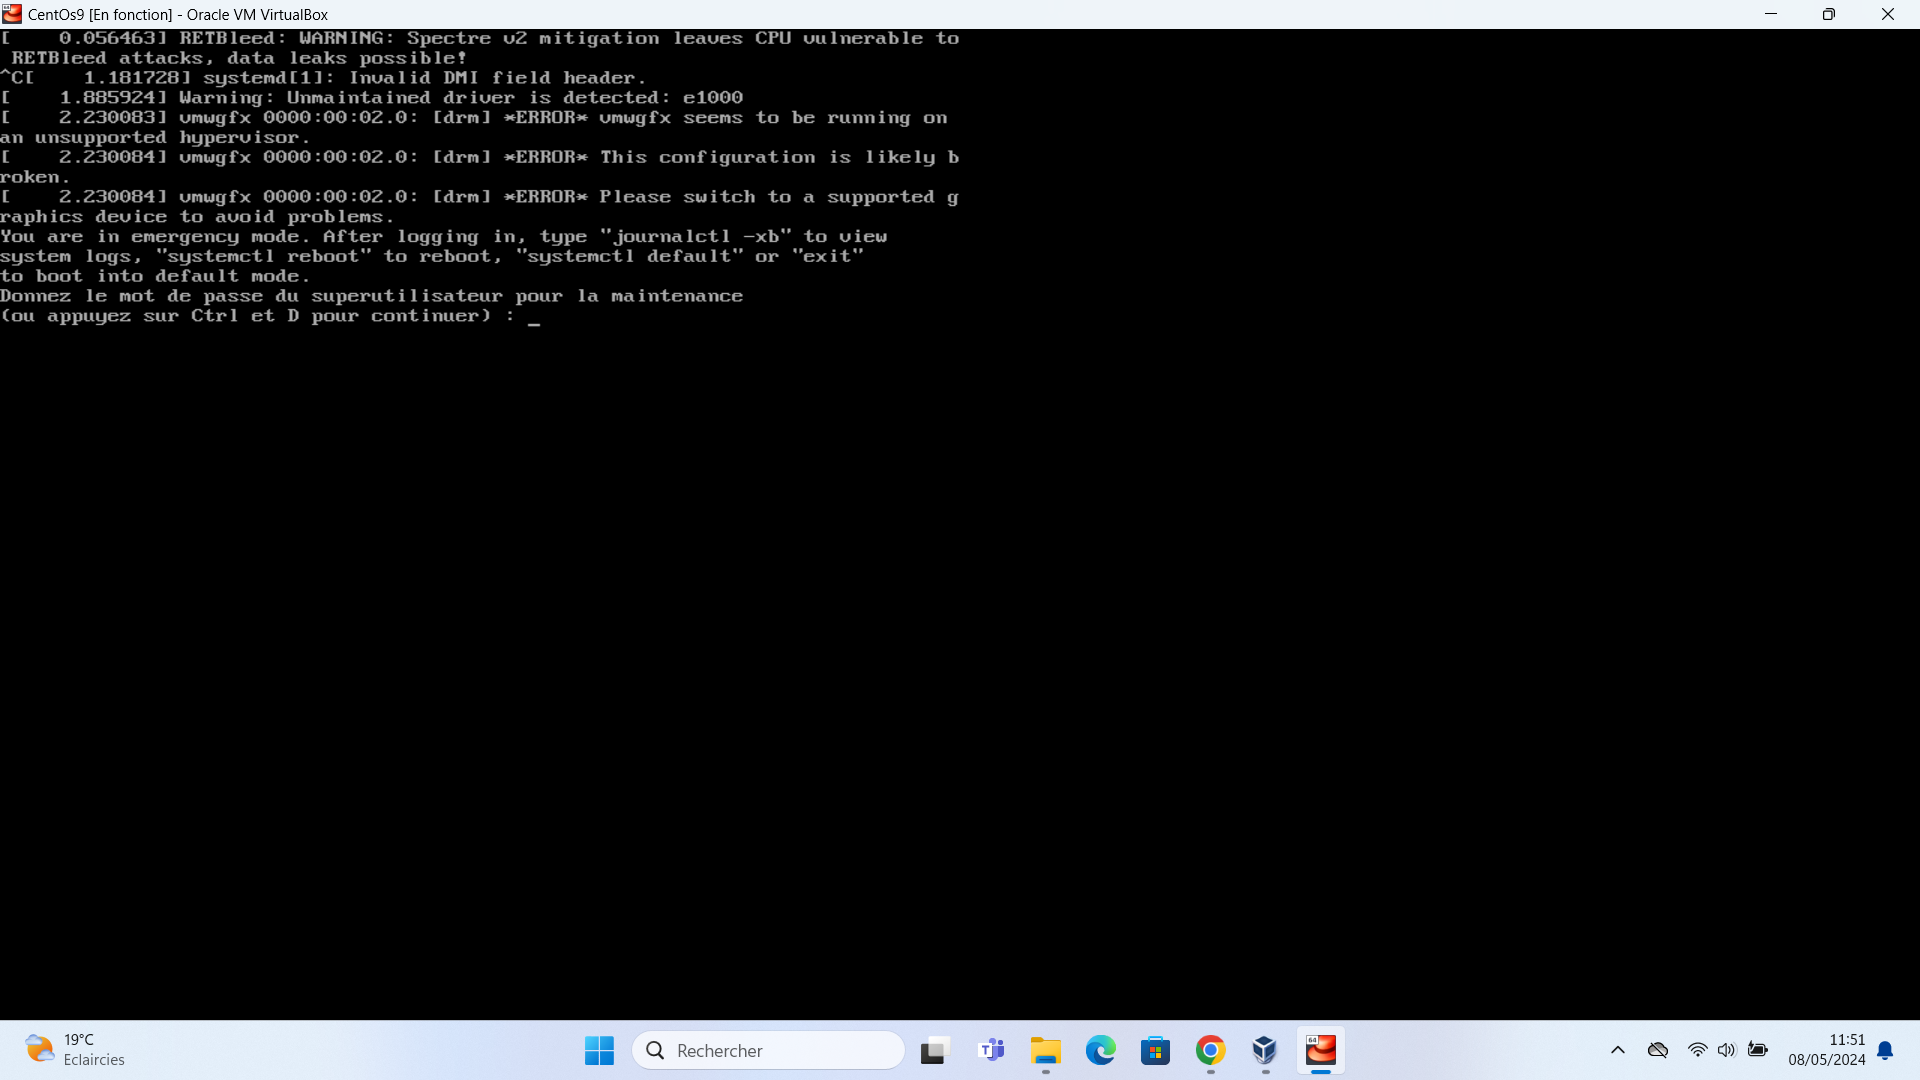 CentOs9 [En fonction] - Oracle VM VirtualBox
[    0.056463] RETBleed: WARNING: Spectre v2 mitigation leaves CPU vulnerable to
 RETBleed attacks, data leaks possible!
^C[    1.181728] systemd[1]: Invalid DMI field header.
[    1.885924] Warning: Unmaintained driver is detected: e1000
[    2.230083] vmwgfx 0000:00:02.0: [drm] *ERROR* vmwgfx seems to be running on
an unsupported hypervisor.
[    2.230084] vmwgfx 0000:00:02.0: [drm] *ERROR* This configuration is likely b
roken.
[    2.230084] vmwgfx 0000:00:02.0: [drm] *ERROR* Please switch to a supported g
raphics device to avoid problems.
You are in emergency mode. After logging in, type "journalctl -xb" to view
system logs, "systemctl reboot" to reboot, "systemctl default" or "exit"
to boot into default mode.
Donnez le mot de passe du superutilisateur pour la maintenance
(ou appuyez sur Ctrl et D pour continuer) : _
19°C
Eclaircies
Rechercher
64
11:51
08/05/2024